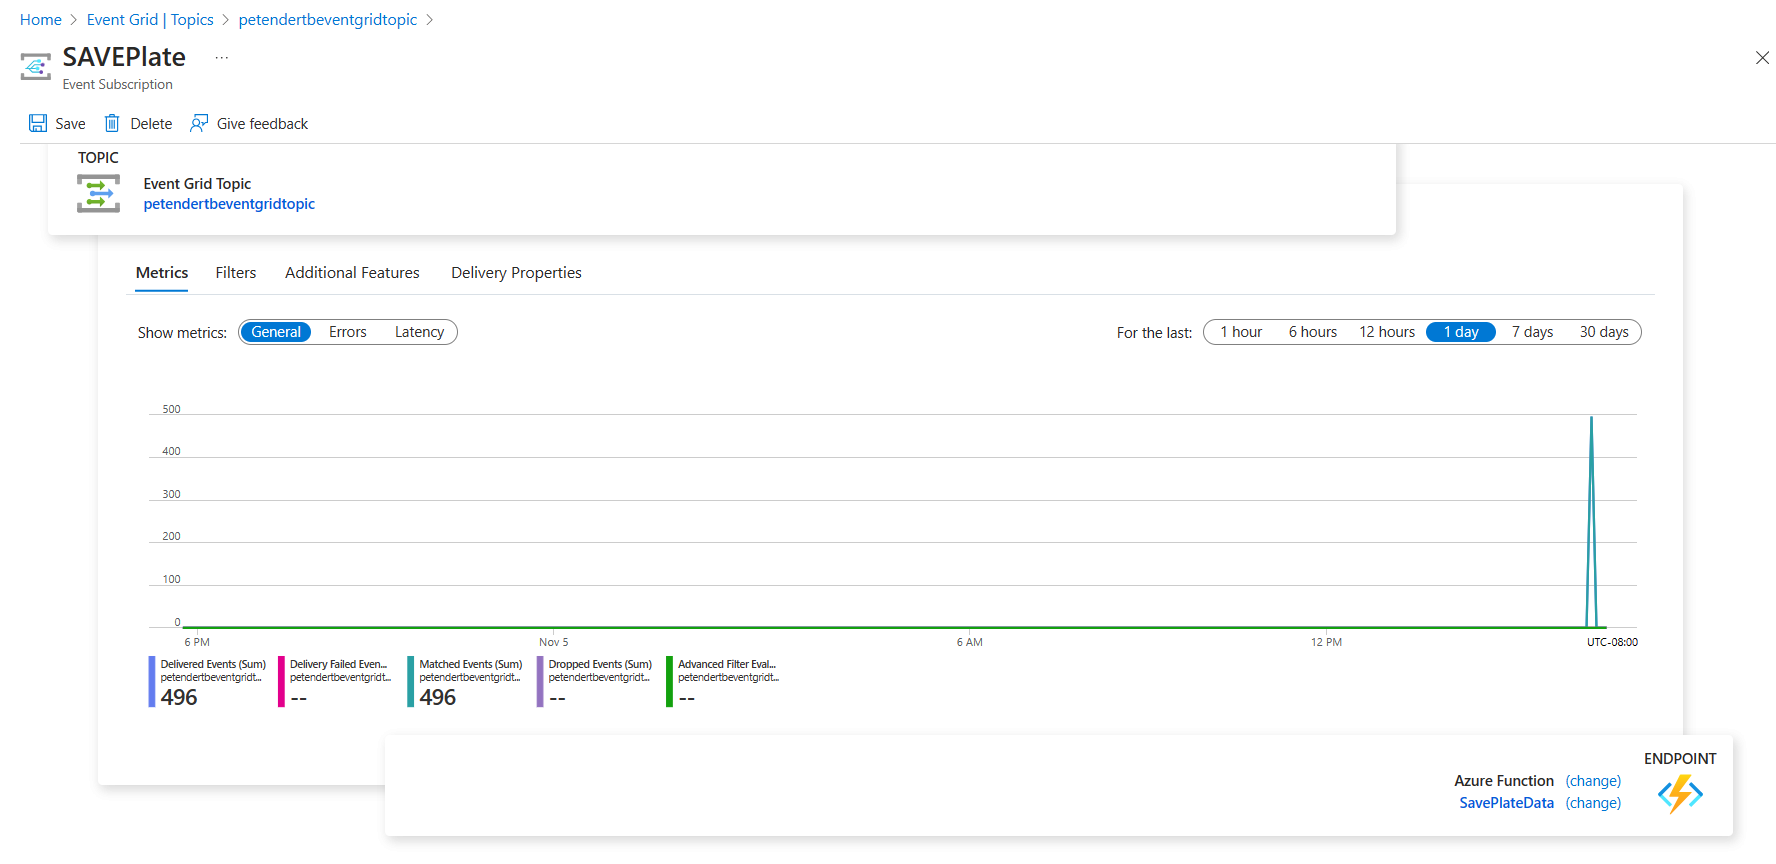 Home > Event Grid | Topics > petendertbeventgridtopic >
SAVEPlate ...
Event Subscription
Save Delete Give feedback
TOPIC
Event Grid Topic
petendertbeventgridtopic
Metrics Filters Additional Features Delivery Properties
Show metrics: General Errors Latency For the last: 1 hour 6 hours 12 hours 1 day 7 days 30 days
500
400
300
200
100
0
6 PM Nov 5 6 AM 12 PM UTC-08:00
Delivered Events (Sum) Delivery Failed Even... Matched Events (Sum) Dropped Events (Sum) Advanced Filter Eval...
petendertbeventgridt... petendertbeventgridt... petendertbeventgridt... petendertbeventgridt... petendertbeventgridt...
496 -- 496 -- --
ENDPOINT
Azure Function (change)
SavePlateData (change)